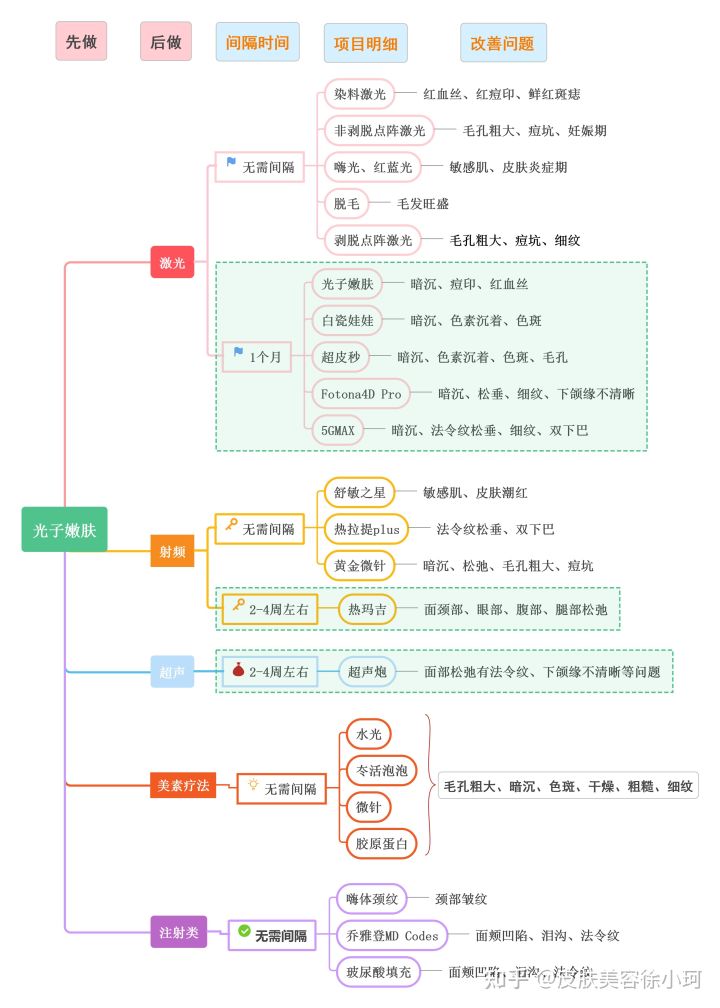 先做 后做 间隔时间 项目明细 改善问题
染料激光 红血丝、红痘印、鲜红斑痣
非剥脱点阵激光 毛孔粗大、痘坑、妊娠期
无需间隔 嗨光、红蓝光 敏感肌、皮肤炎症期
脱毛 毛发旺盛
剥脱点阵激光 毛孔粗大、痘坑、细纹
激光
光子嫩肤 暗沉、痘印、红血丝
白瓷娃娃 暗沉、色素沉着、色斑
1个月 超皮秒 暗沉、色素沉着、色斑、毛孔
Fotona4D Pro 暗沉、松垂、细纹、下颌缘不清晰
5GMAX 暗沉、法令纹松垂、细纹、双下巴
舒敏之星 敏感肌、皮肤潮红
光子嫩肤 无需间隔 热拉提plus 法令纹松垂、双下巴
射频
黄金微针 暗沉、松弛、毛孔粗大、痘坑
2-4周左右 热玛吉 面颈部、眼部、腹部、腿部松弛
超声 2-4周左右 超声炮 面部松弛有法令纹、下颌缘不清晰等问题
水光
冭活泡泡
美素疗法 无需间隔 毛孔粗大、暗沉、色斑、干燥、粗糙、细纹
微针
胶原蛋白
嗨体颈纹 颈部皱纹
注射类 无需间隔 乔雅登MD Codes 面颊凹陷、泪沟、法令纹
玻尿酸填充 面颊凹陷、泪沟、法令纹
知乎 @皮肤美容徐小珂